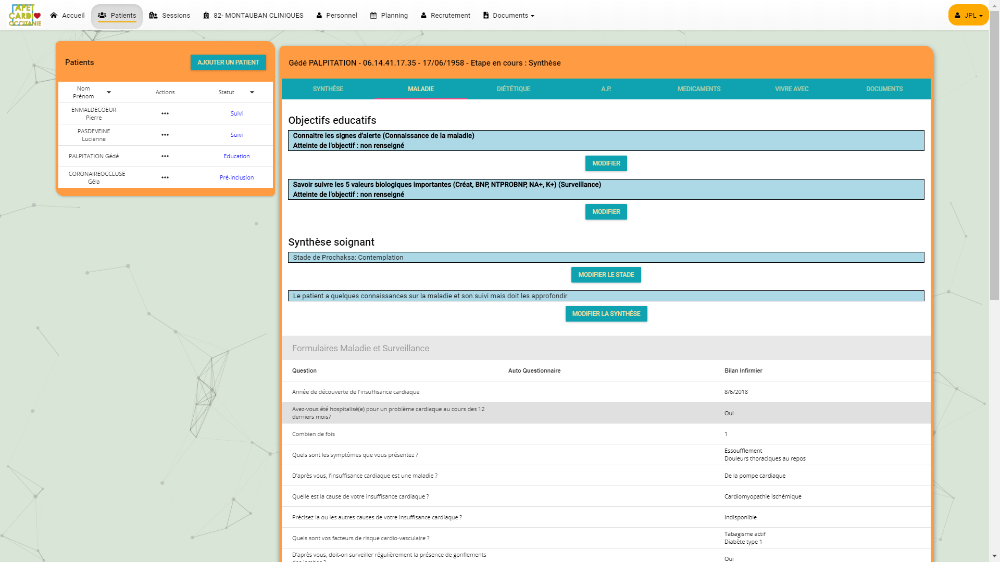 APET
CARDI
OCCITANIE
Accueil
Patients
Sessions
82- MONTAUBAN CLINIQUES
Personnel
Planning
Recrutement
Documents
JPL
Patients
AJOUTER UN PATIENT
Nom
Prénom
Actions
Statut
ENMALDECOEUR
Pierre
Suivi
PASDEVEINE
Lucienne
Suivi
PALPITATION Gédé
Education
CORONAIREOCCLUSE
Géla
Pré-inclusion
Gédé PALPITATION - 06.14.41.17.35 - 17/06/1958 - Etape en cours : Synthèse
SYNTHÈSE
MALADIE
DIÉTÉTIQUE
A.P.
MEDICAMENTS
VIVRE AVEC
DOCUMENTS
Objectifs educatifs
Connaitre les signes d'alerte (Connaissance de la maladie)
Atteinte de l'objectif : non renseigné
MODIFIER
Savoir suivre les 5 valeurs biologiques importantes (Créat, BNP, NTPROBNP, NA+, K+) (Surveillance)
Atteinte de l'objectif : non renseigné
MODIFIER
Synthèse soignant
Stade de Prochaksa: Contemplation
MODIFIER LE STADE
Le patient a quelques connaissances sur la maladie et son suivi mais doit les approfondir
MODIFIER LA SYNTHÈSE
Formulaires Maladie et Surveillance
Question
Auto Questionnaire
Bilan Infirmier
Année de découverte de l'insuffisance cardiaque
8/6/2018
Avez-vous été hospitalisé(e) pour un problème cardiaque au cours des 12
derniers mois?
Oui
Combien de fois
1
Quels sont les symptômes que vous présentez ?
Essoufflement
Douleurs thoraciques au repos
D'après vous, l'insuffisance cardiaque est une maladie ?
De la pompe cardiaque
Quelle est la cause de votre insuffisance cardiaque ?
Cardiomyopathie ischémique
Précisez la ou les autres causes de votre insuffisance cardiaque ?
Indisponible
Quels sont vos facteurs de risque cardio-vasculaire ?
Tabagisme actif
Diabète type 1
D'après vous, doit-on surveiller régulièrement la présence de gonflements
des jambes ?
Oui